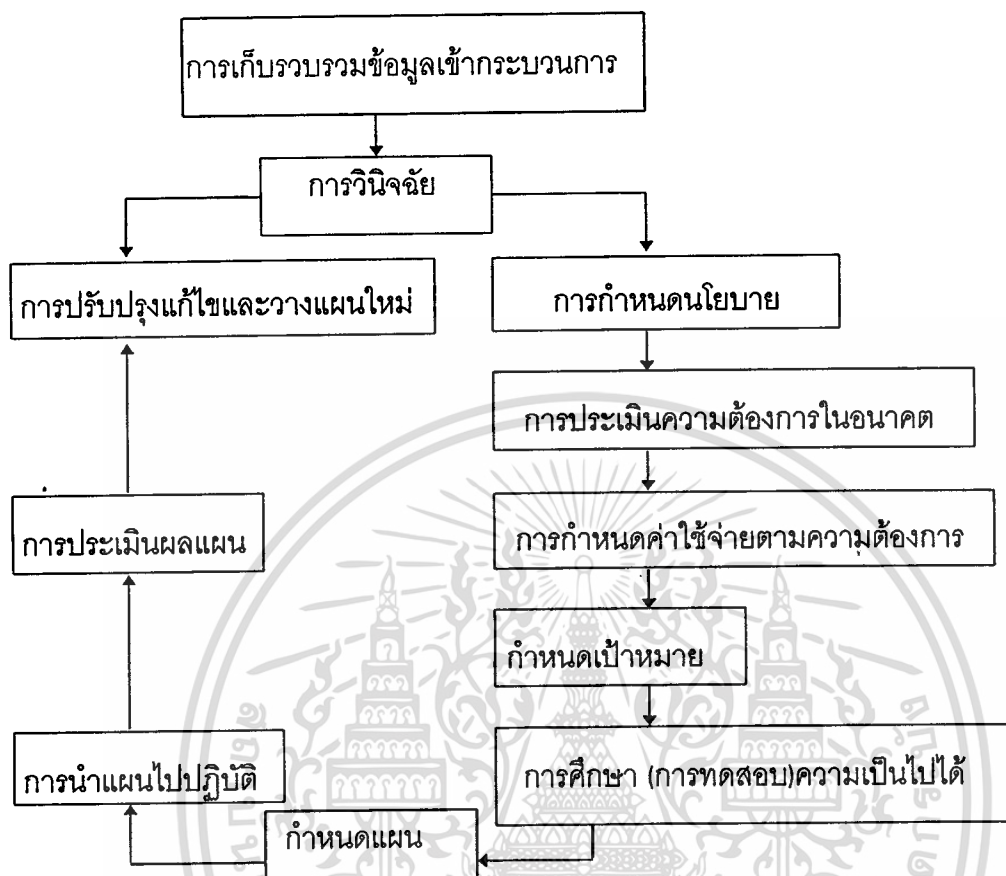 การเก็บรวบรวมข้อมูลเข้ากระบวนการ
การวินิจฉัย
การปรับปรุงแก้ไขและวางแผนใหม่
การกำหนดนโยบาย
การประเมินความต้องการในอนาคต
การประเมินผลแผน
การกำหนดค่าใช้จ่ายตามความต้องการ
กำหนดเป้าหมาย
การนำแผนไปปฏิบัติ
การศึกษา (การทดสอบ)ความเป็นไปได้
กำหนดแผน